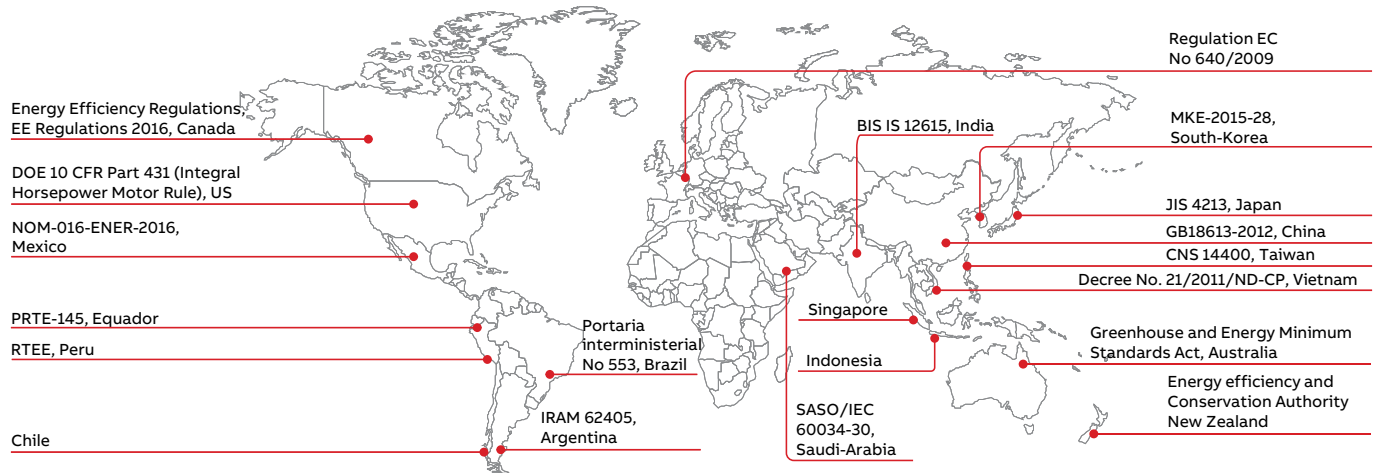 Regulation EC
No 640/2009
Energy Efficiency Regulations,
EE Regulations 2016, Canada
BIS IS 12615, India
MKE-2015-28,
South-Korea
DOE 10 CFR Part 431 (Integral
Horsepower Motor Rule), US
JIS 4213, Japan
NOM-016-ENER-2016,
Mexico
GB18613-2012, China
CNS 14400, Taiwan
Decree No. 21/2011/ND-CP, Vietnam
PRTE-145, Equador
RTEE, Peru
Portaria
interministerial
No 553, Brazil
Singapore
Indonesia
Greenhouse and Energy Minimum
Standards Act, Australia
Energy efficiency and
Conservation Authority
New Zealand
Chile
IRAM 62405,
Argentina
SASO/IEC
60034-30,
Saudi-Arabia